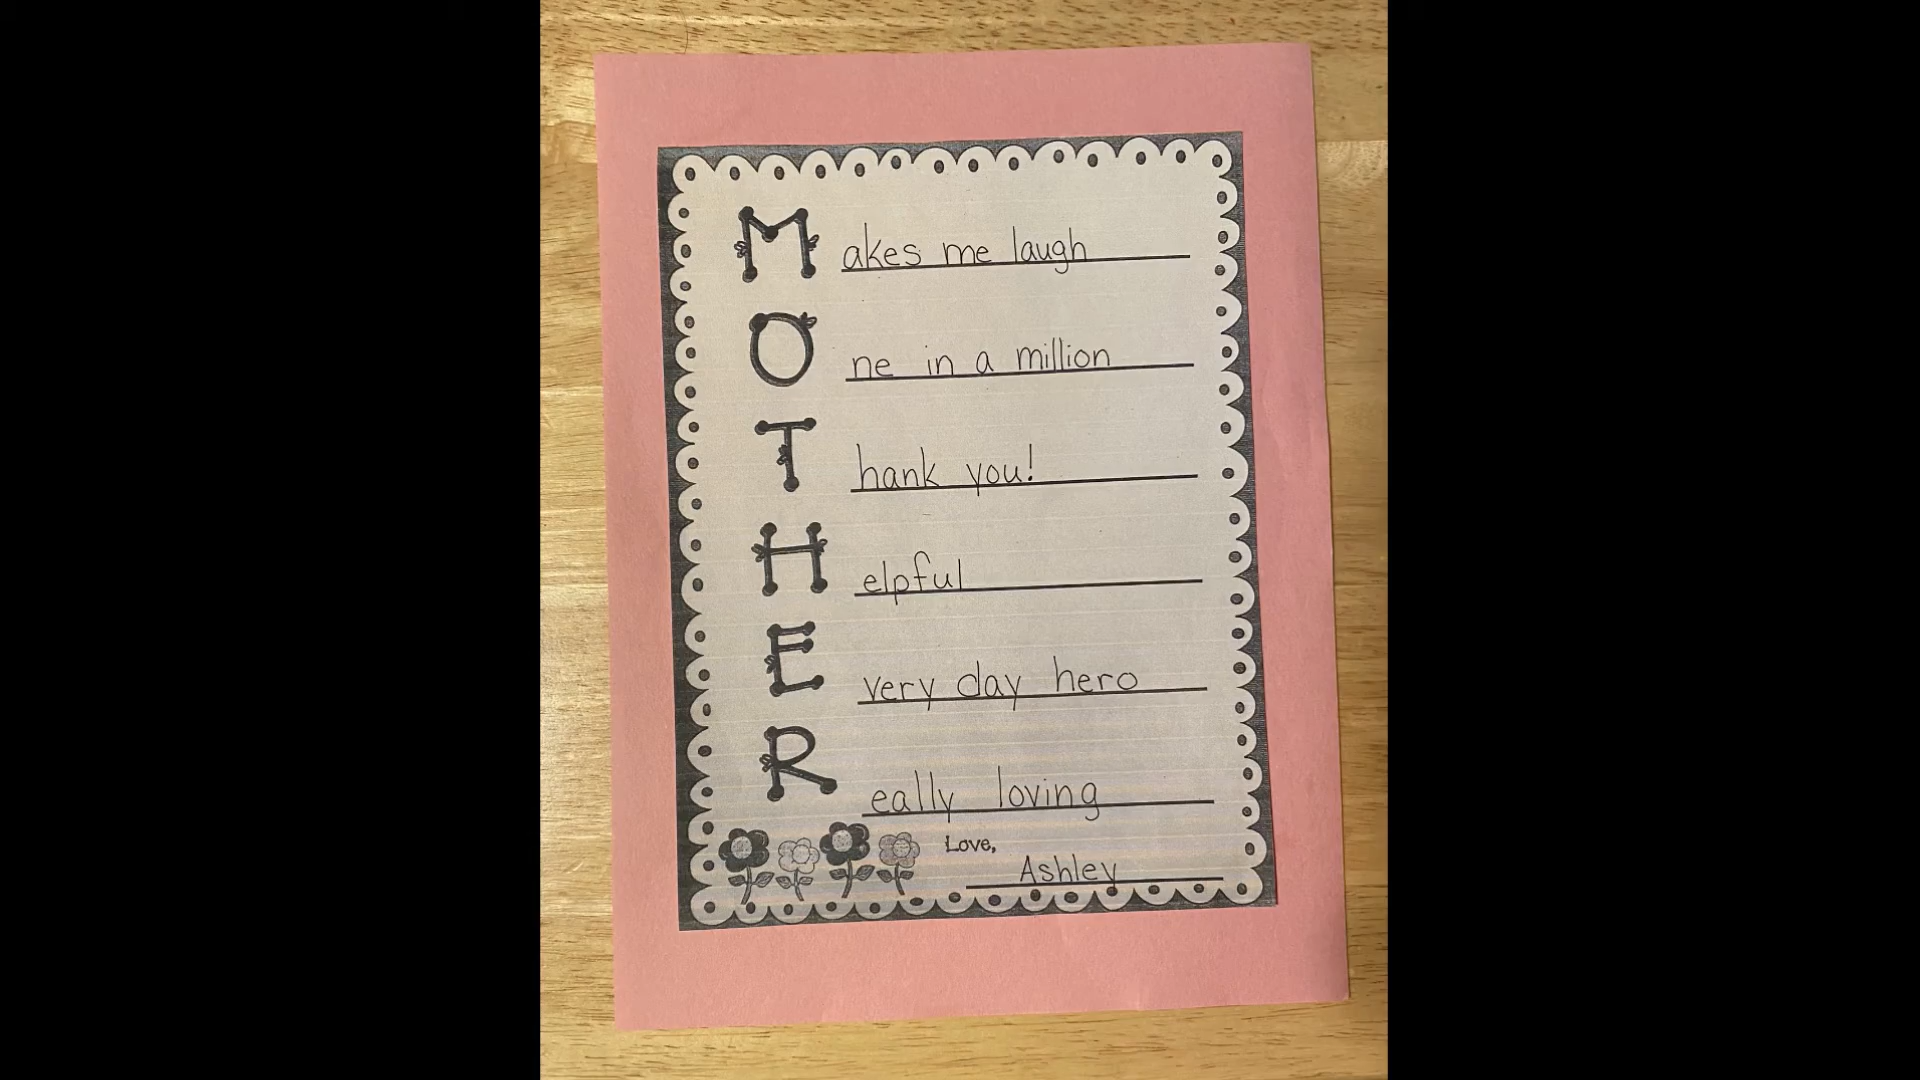 Makes me laugh
One in a million
Thank you!
Helpful
Every day hero
Really loving
Love,
Ashley